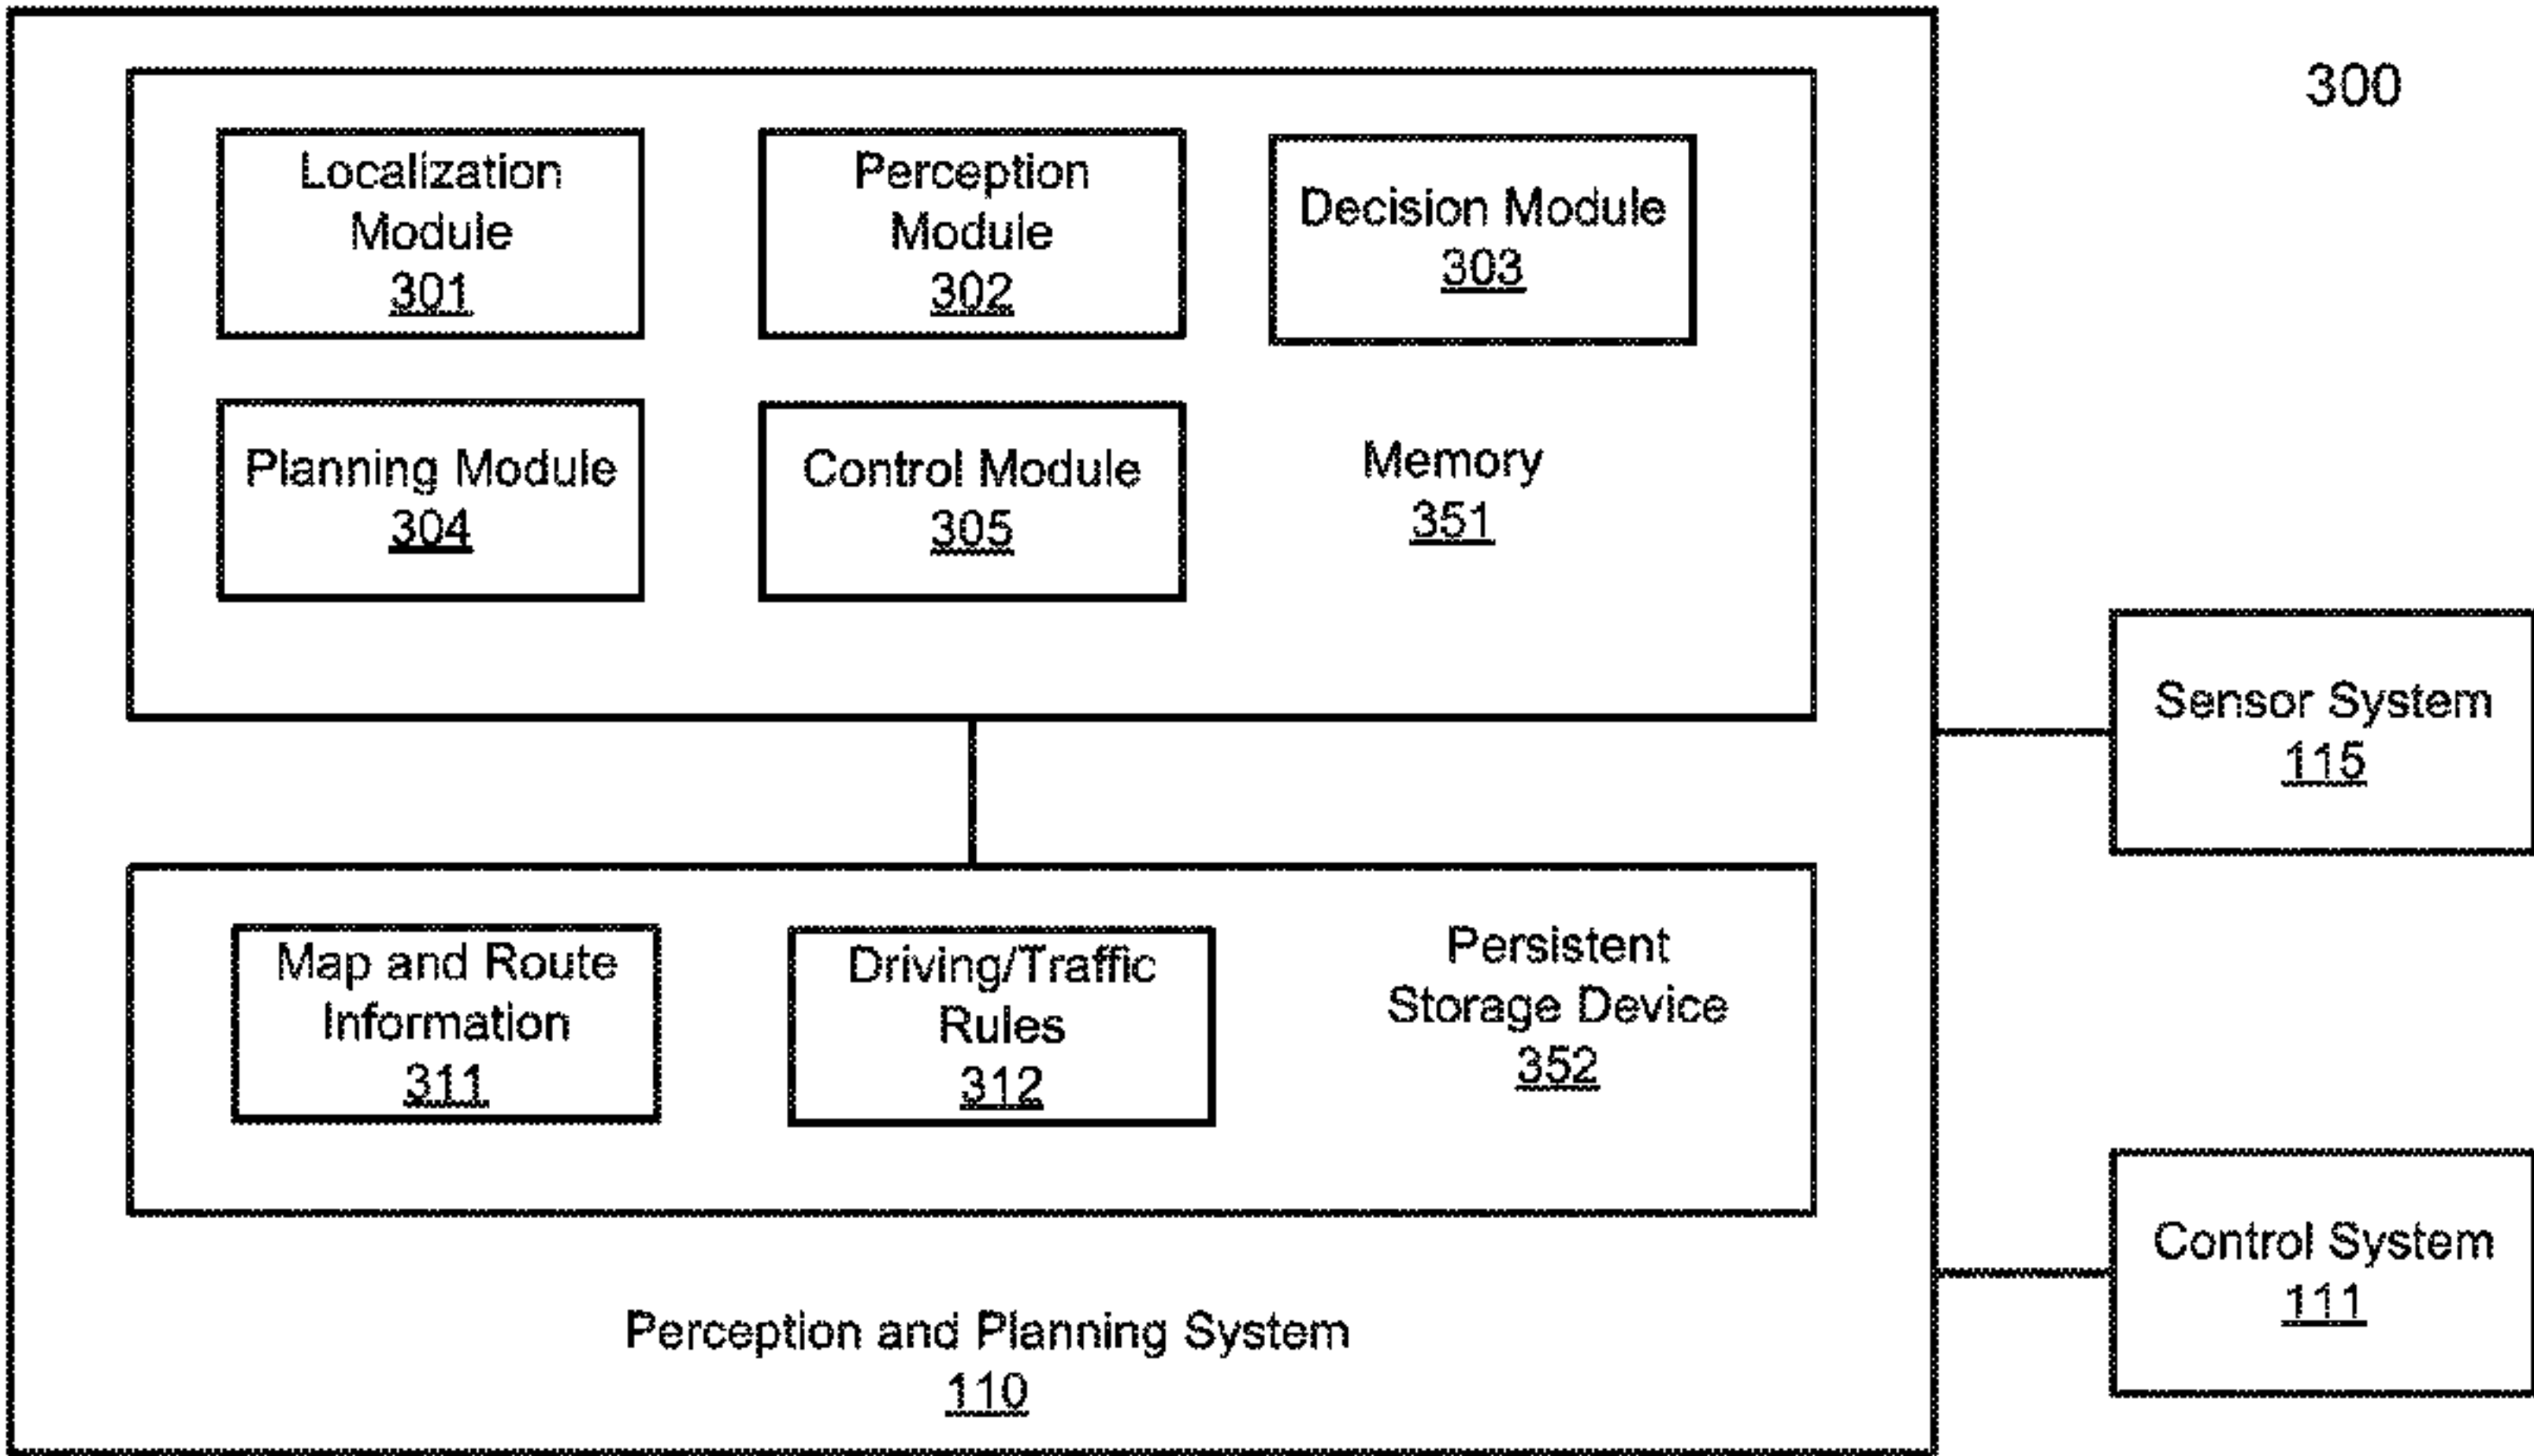 300
Localization
Module
301
Perception
Module
302
Decision Module
303
Planning Module
304
Control Module
305
Memory
351
Sensor System
115
Map and Route
Information
311
Driving/Traffic
Rules
312
Persistent
Storage Device
352
Control System
111
Perception and Planning System
110